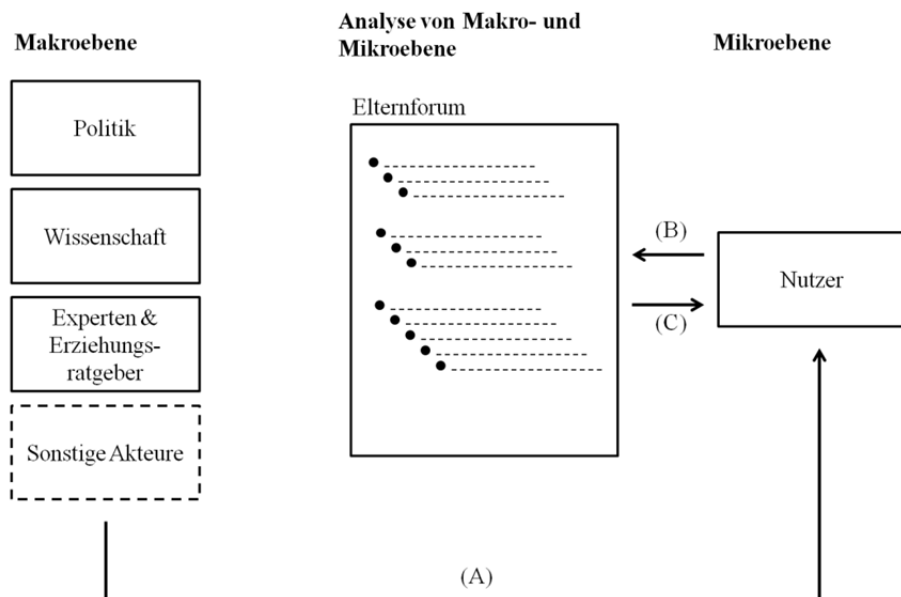 Makroebene
Analyse von Makro- und
Mikroebene
Mikroebene
Politik
Wissenschaft
Experten &
Erziehungs-
ratgeber
Sonstige Akteure
Elternforum
(B)
(C)
Nutzer
(A)